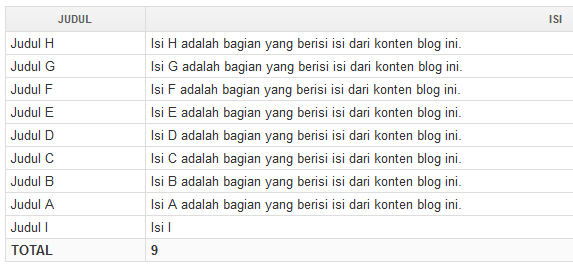 JUDUL ISI
Judul H Isi H adalah bagian yang berisi isi dari konten blog ini.
Judul G Isi G adalah bagian yang berisi isi dari konten blog ini.
Judul F Isi F adalah bagian yang berisi isi dari konten blog ini.
Judul E Isi E adalah bagian yang berisi isi dari konten blog ini.
Judul D Isi D adalah bagian yang berisi isi dari konten blog ini.
Judul C Isi C adalah bagian yang berisi isi dari konten blog ini.
Judul B Isi B adalah bagian yang berisi isi dari konten blog ini.
Judul A Isi A adalah bagian yang berisi isi dari konten blog ini.
Judul I Isi I
TOTAL 9